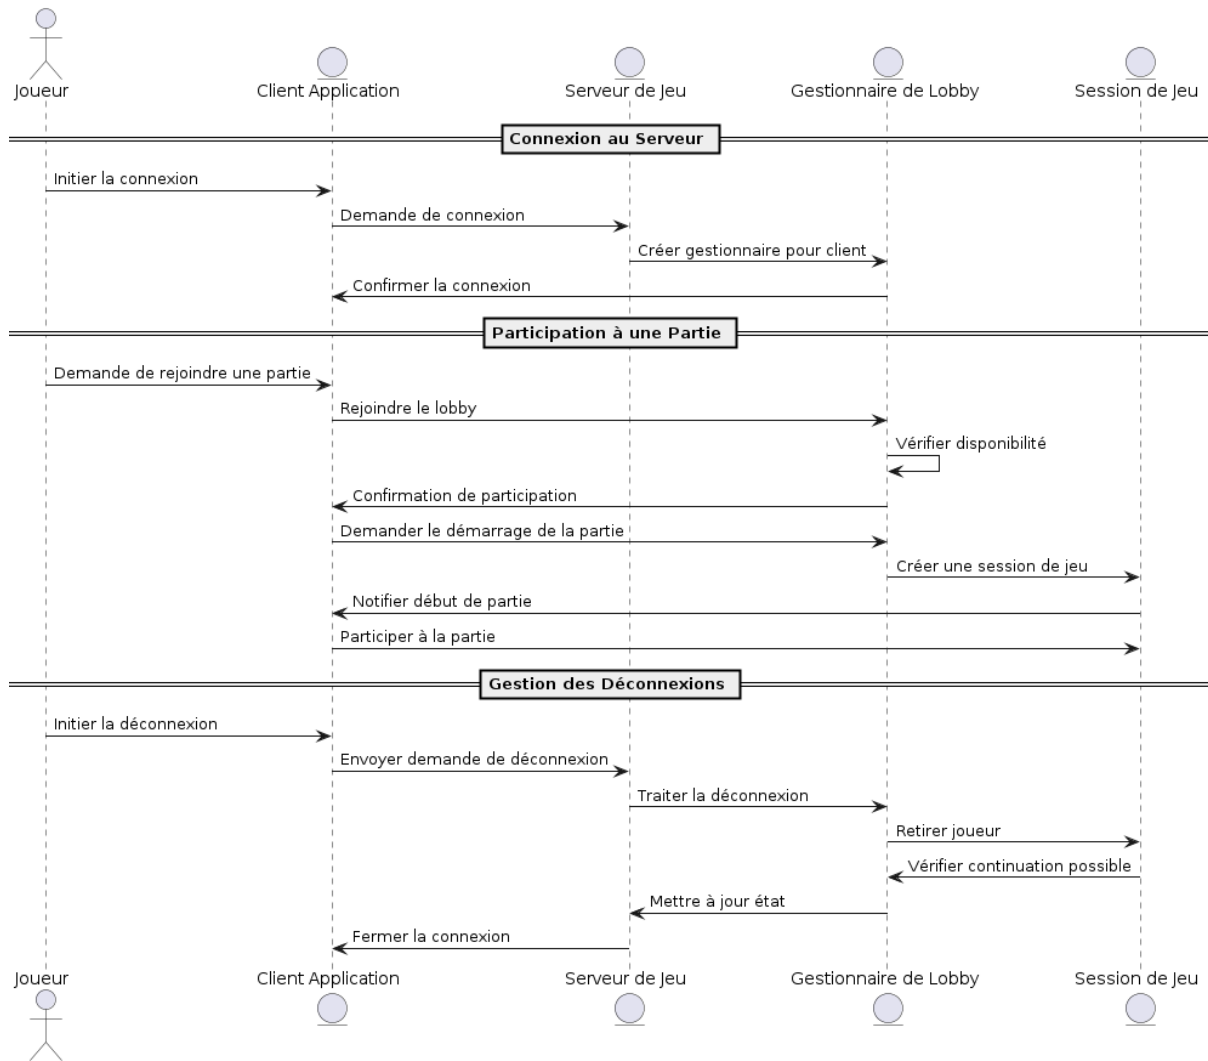 Joueur
Client Application
Serveur de Jeu
Gestionnaire de Lobby
Session de Jeu
Connexion au Serveur
Initier la connexion
Demande de connexion
Créer gestionnaire pour client
Confirmer la connexion
Participation à une Partie
Demande de rejoindre une partie
Rejoindre le lobby
Vérifier disponibilité
Confirmation de participation
Demander le démarrage de la partie
Créer une session de jeu
Notifier début de partie
Participer à la partie
Gestion des Déconnexions
Initier la déconnexion
Envoyer demande de déconnexion
Traiter la déconnexion
Retirer joueur
Vérifier continuation possible
Mettre à jour état
Fermer la connexion
Joueur
Client Application
Serveur de Jeu
Gestionnaire de Lobby
Session de Jeu